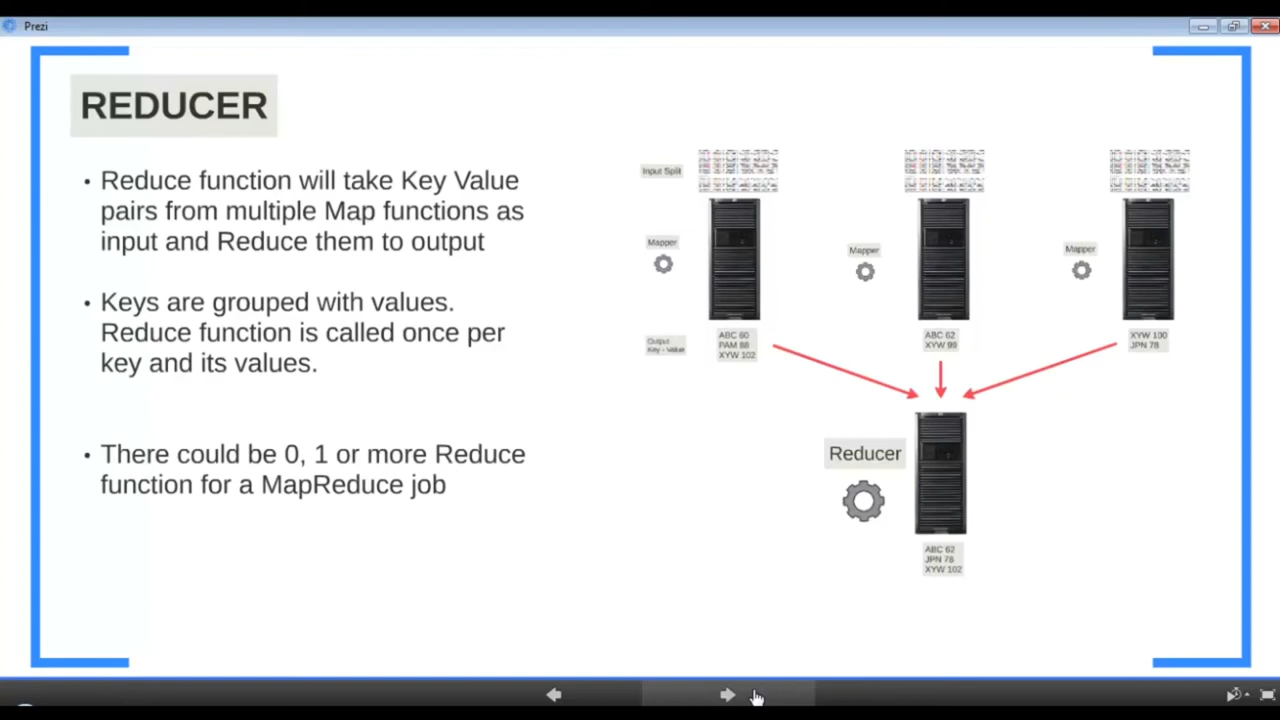 Prezi
REDUCER
• Reduce function will take Key Value
pairs from multiple Map functions as
input and Reduce them to output
• Keys are grouped with values.
Reduce function is called once per
key and its values.
• There could be 0, 1 or more Reduce
function for a MapReduce job
Input Split
Mapper
Mapper
Mapper
Output
Key - Value
ABC 60
PAM 88
XYW 102
ABC 62
XYW 99
XYW 100
JPN 78
Reducer
ABC 62
JPN 78
XYW 102